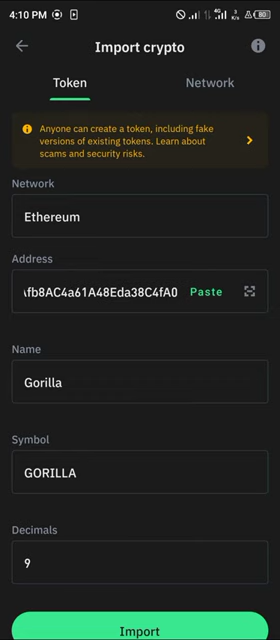 4:10 PM
Import crypto
Token
Network
Anyone can create a token, including fake
versions of existing tokens. Learn about
scams and security risks.
Network
Ethereum
Address
fb8AC4a61A48Eda38C4fA0
Paste
Name
Gorilla
Symbol
GORILLA
Decimals
9
Import